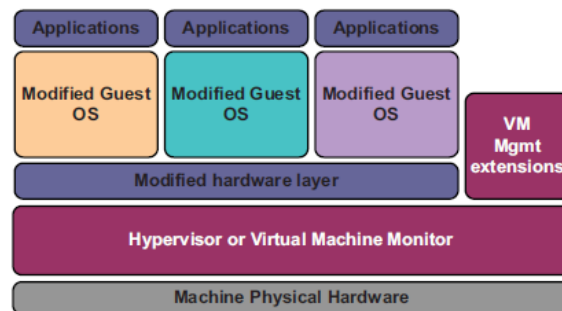 Applications
Applications
Applications
Modified Guest
OS
Modified Guest
OS
Modified Guest
OS
VM
Mgmt
extensions
Modified hardware layer
Hypervisor or Virtual Machine Monitor
Machine Physical Hardware